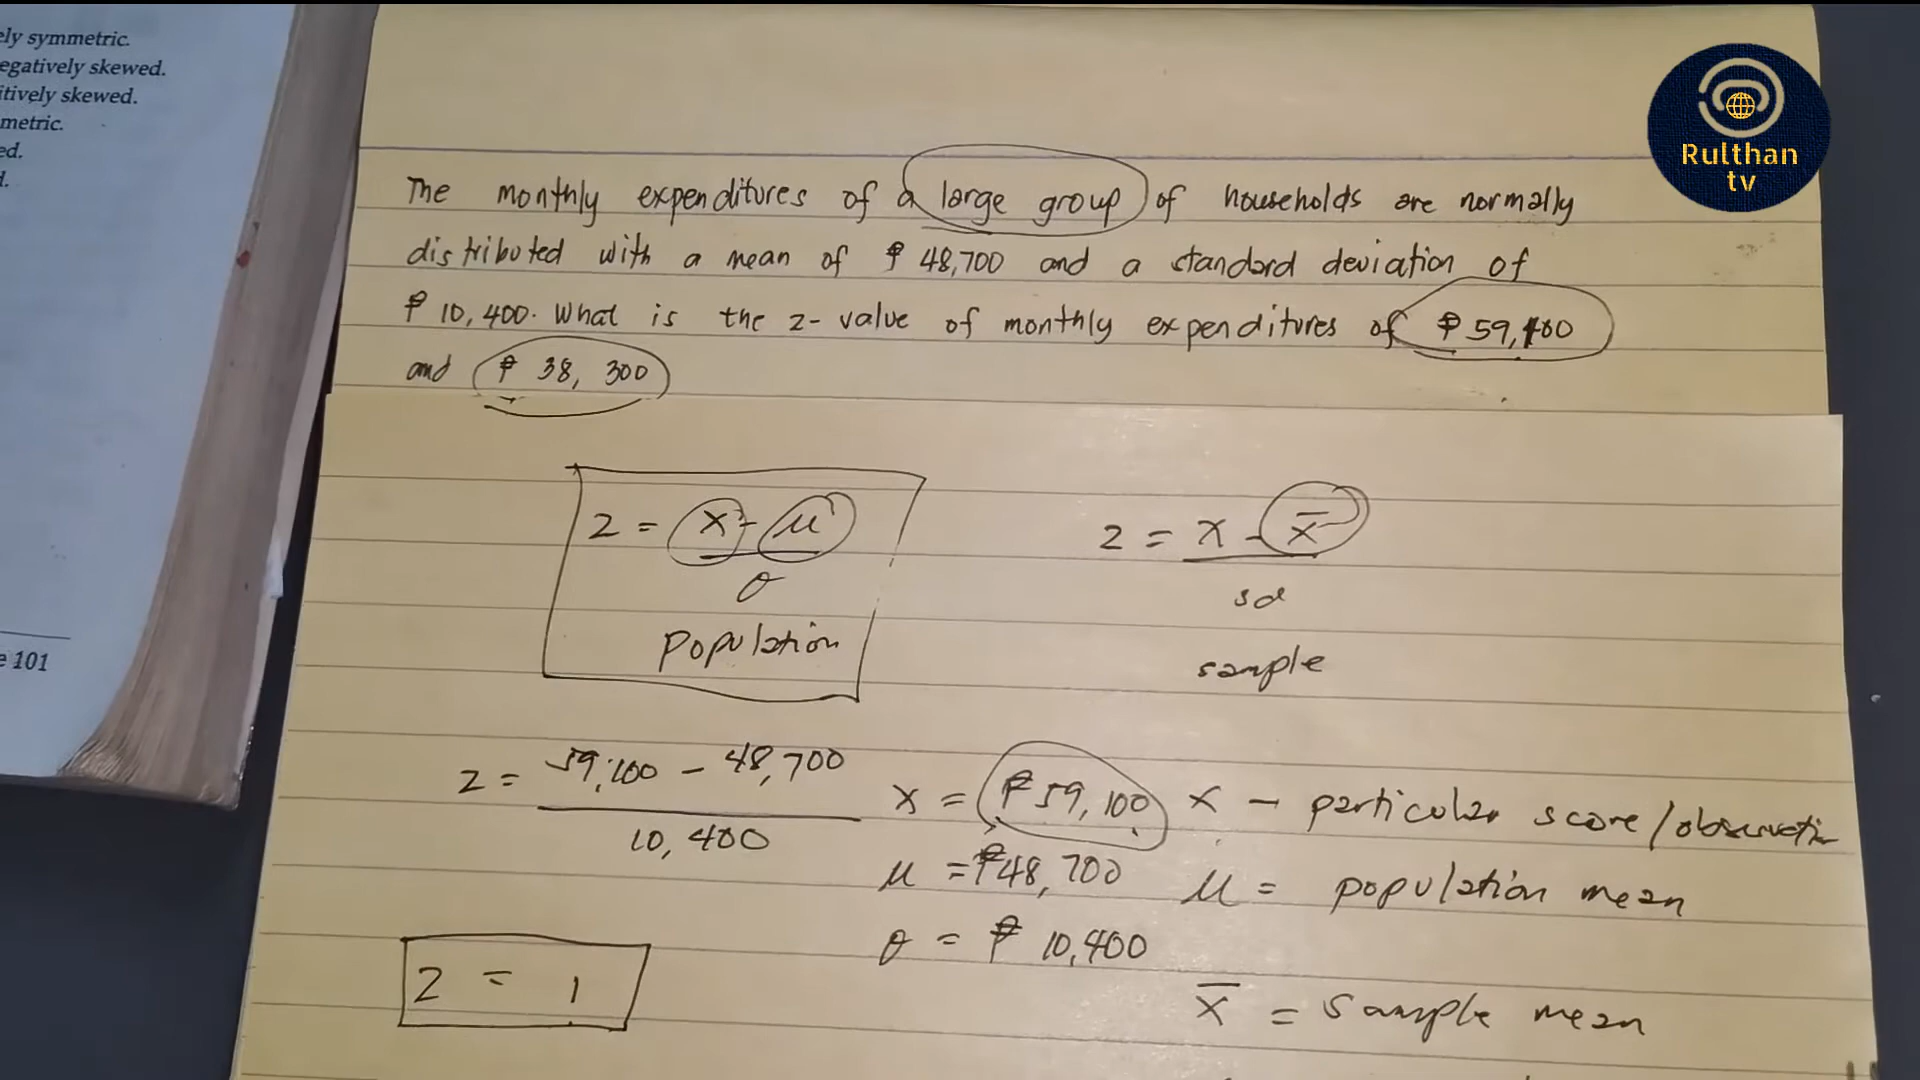 ely symmetric.
egatively skewed.
itively skewed.
metric.
ed.
d.
e 101
Rulthan
tv
The monthly expenditures of a large group of households are normally
distributed with a mean of ₱ 48,700 and a standard deviation of
₱ 10,400. What is the z-value of monthly expenditures of ₱ 59,100
and ₱ 38,300
z = x - μ
σ
population
z = x - x̄
sd
sample
z = 59,100 - 48,700
10,400
x = ₱59,100
μ = ₱48,700
σ = ₱ 10,400
x - particular score/observation
μ = population mean
x̄ = sample mean
z = 1